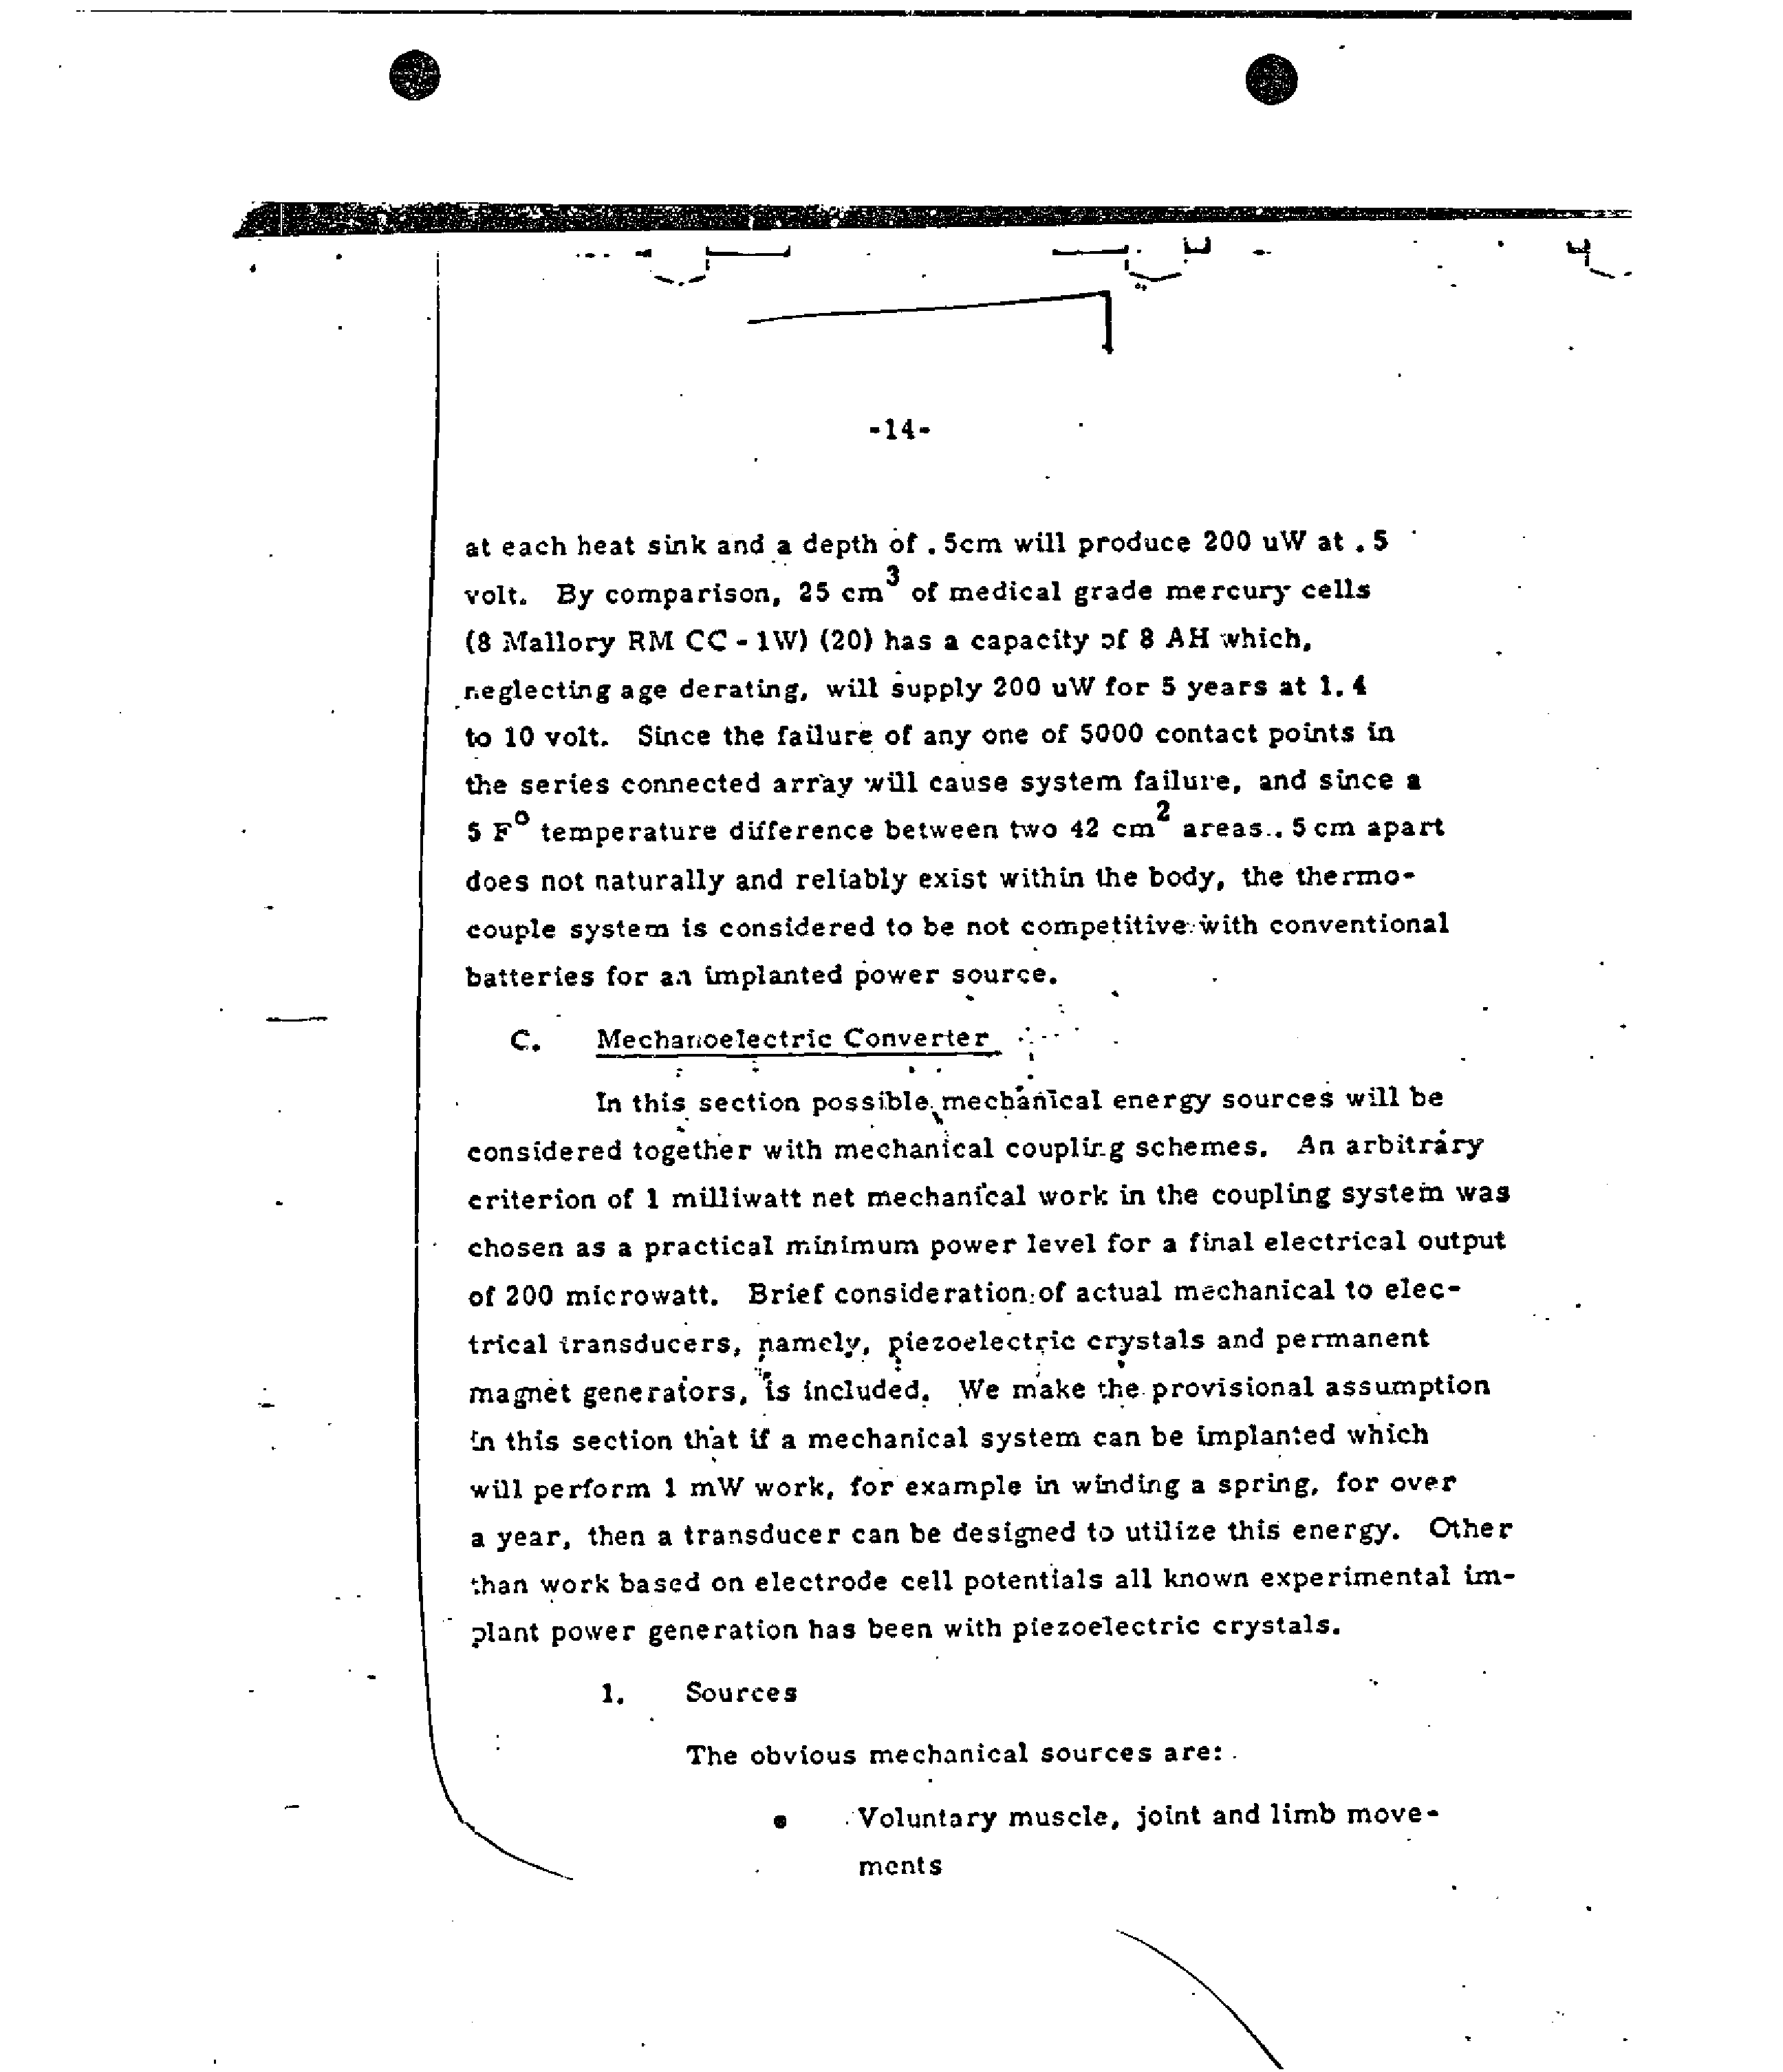 -14-
at each heat sink and a depth of .5cm will produce 200 uW at .5
volt. By comparison, 25 cm³ of medical grade mercury cells
(8 Mallory RM CC - 1W) (20) has a capacity of 8 AH which,
neglecting age derating, will supply 200 uW for 5 years at 1.4
to 10 volt. Since the failure of any one of 5000 contact points in
the series connected array will cause system failure, and since a
5 F° temperature difference between two 42 cm² areas .5 cm apart
does not naturally and reliably exist within the body, the thermo-
couple system is considered to be not competitive with conventional
batteries for an implanted power source.
C. Mechanoelectric Converter
In this section possible mechanical energy sources will be
considered together with mechanical coupling schemes. An arbitrary
criterion of 1 milliwatt net mechanical work in the coupling system was
chosen as a practical minimum power level for a final electrical output
of 200 microwatt. Brief consideration of actual mechanical to elec-
trical transducers, namely, piezoelectric crystals and permanent
magnet generators, is included. We make the provisional assumption
in this section that if a mechanical system can be implanted which
will perform 1 mW work, for example in winding a spring, for over
a year, then a transducer can be designed to utilize this energy. Other
than work based on electrode cell potentials all known experimental im-
plant power generation has been with piezoelectric crystals.
1. Sources
The obvious mechanical sources are:
• Voluntary muscle, joint and limb move-
ments